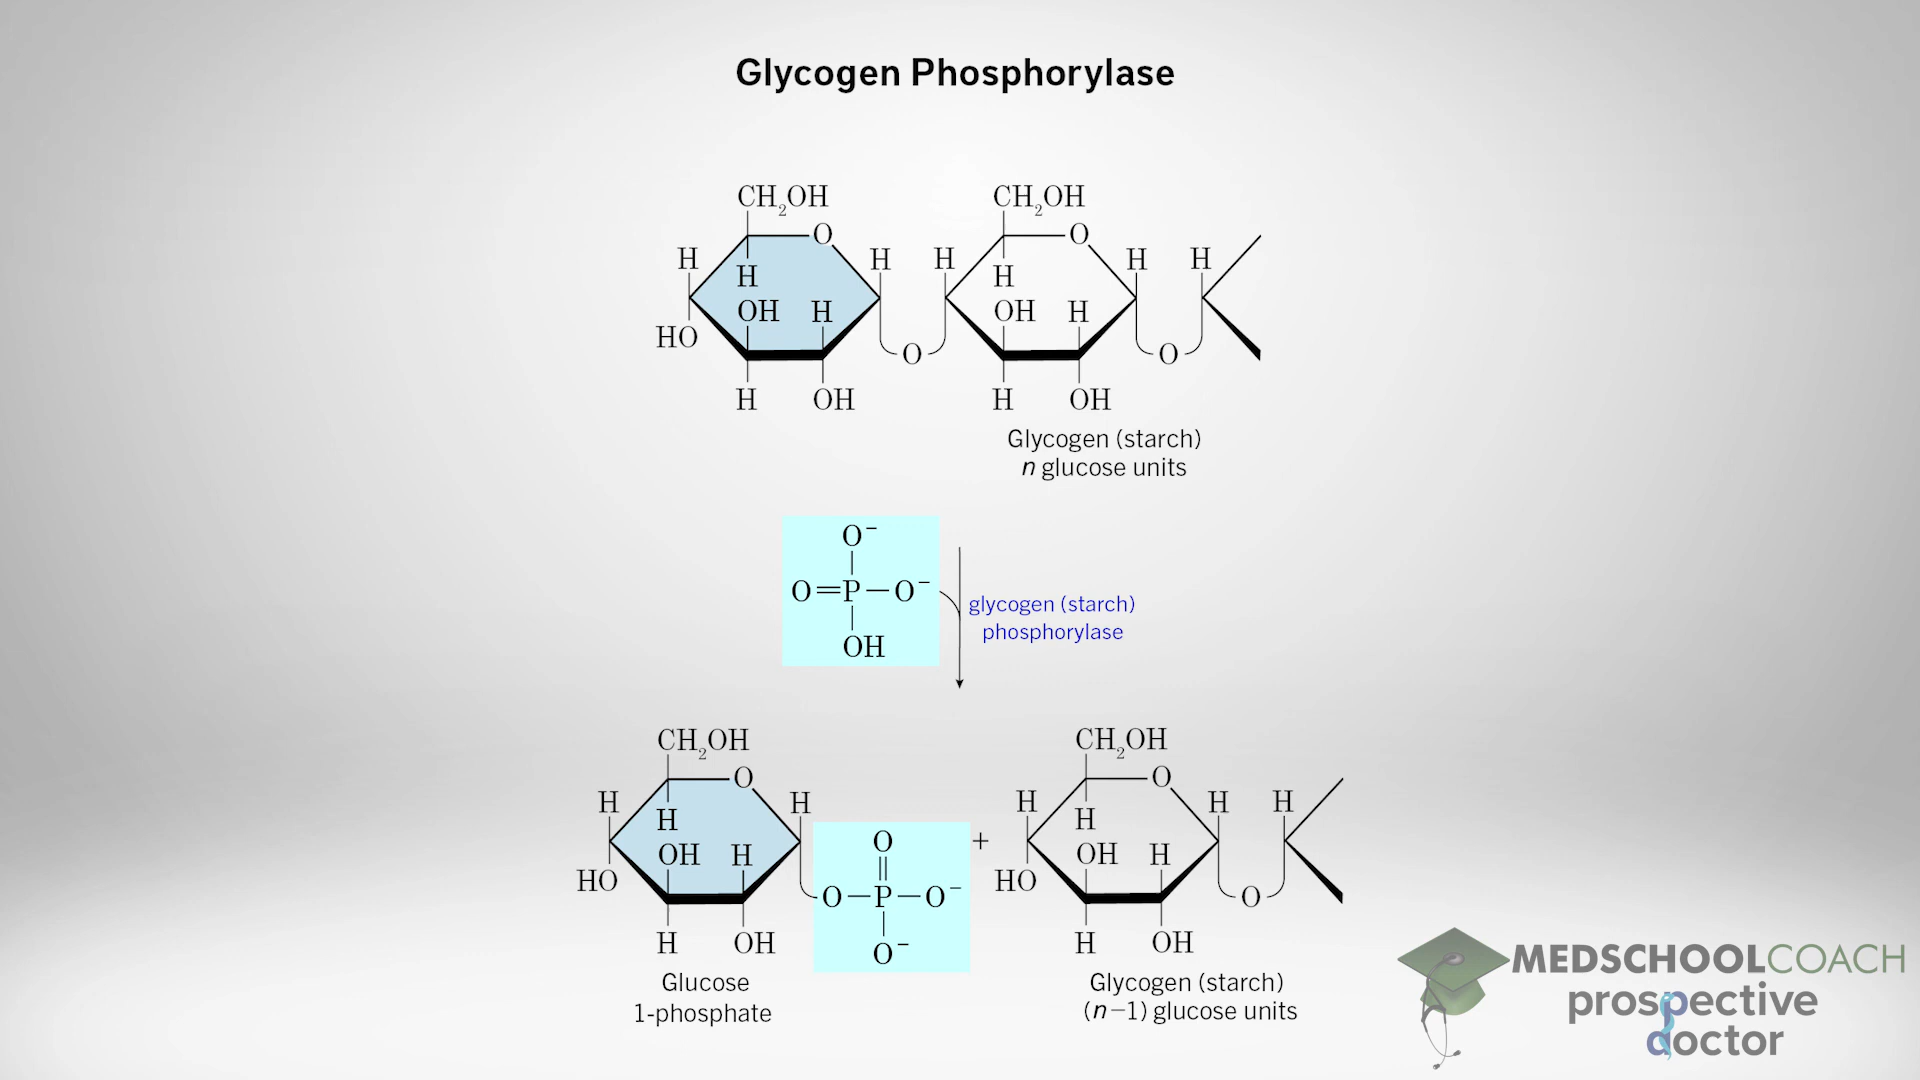 Glycogen Phosphorylase
CH₂OH CH₂OH
O O
H H H H H
H H
OH H OH H
HO
O O
H OH H OH
Glycogen (starch)
n glucose units
O⁻
O=P—O⁻
OH
glycogen (starch)
phosphorylase
CH₂OH CH₂OH
O O
H H H H H
H H
O
OH H + OH H
HO HO
O—P—O⁻ O
O⁻
H OH H OH
Glucose
1-phosphate
Glycogen (starch)
(n−1) glucose units
MEDSCHOOLCOACH
prospective
doctor